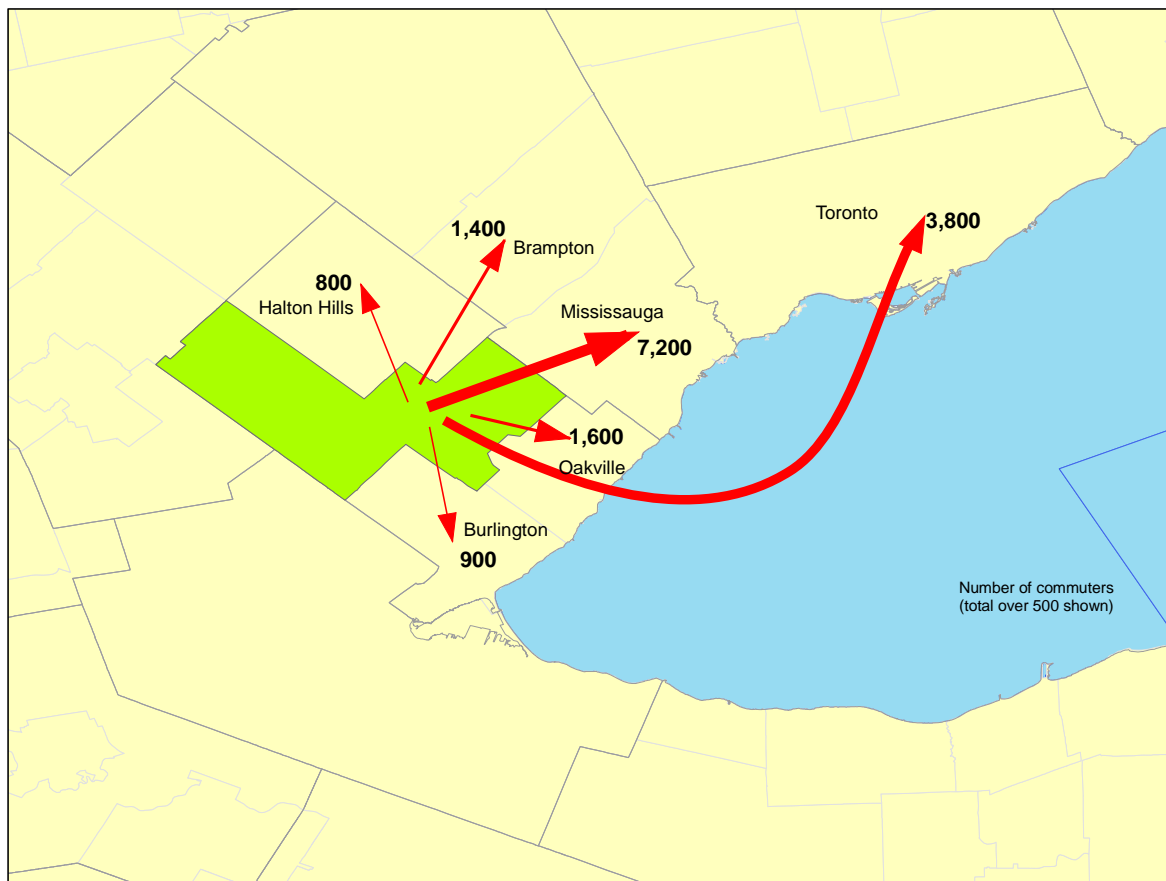 Toronto
3,800
1,400
Brampton
800
Halton Hills
Mississauga
7,200
1,600
Oakville
Burlington
900
Number of commuters
(total over 500 shown)